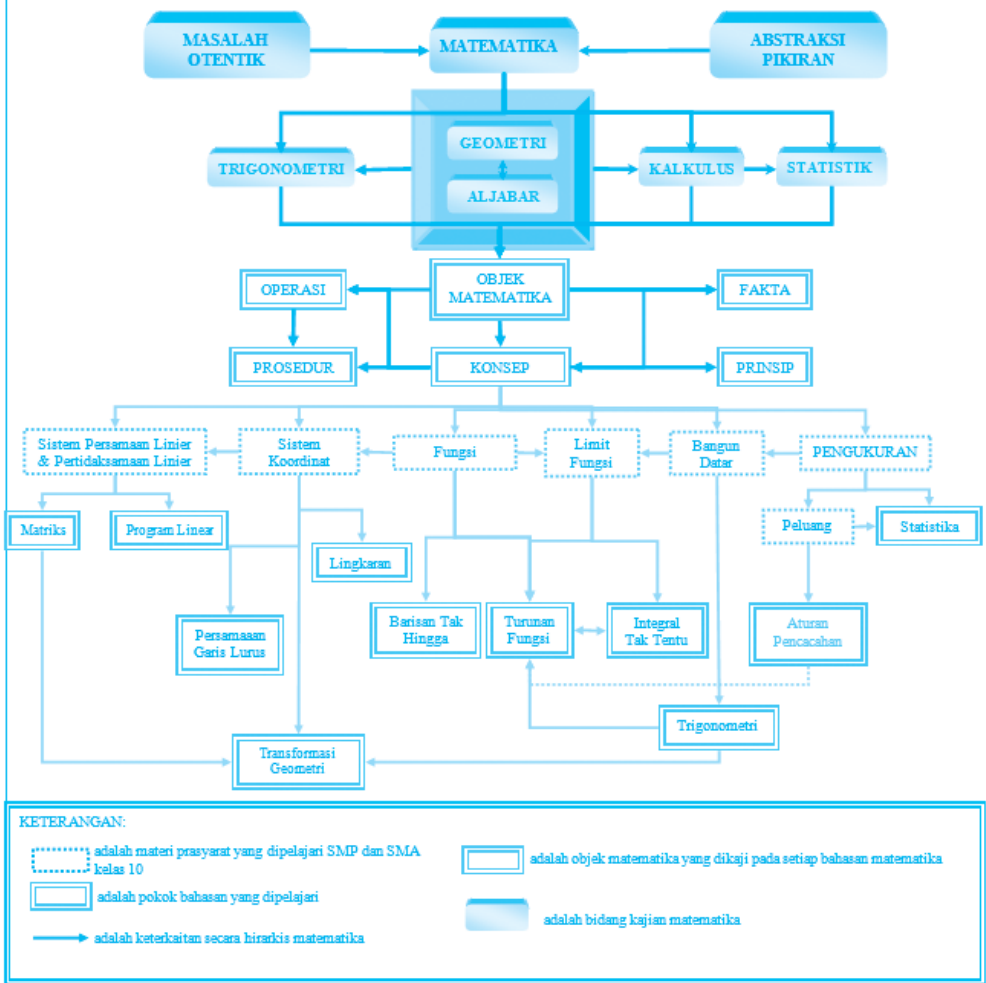 MASALAH
OTENTIK
MATEMATIKA
ABSTRAKSI
PIKIRAN
GEOMETRI
TRIGONOMETRI
KALKULUS
STATISTIK
ALJABAR
OPERASI
OBJEK
MATEMATIKA
FAKTA
PROSEDUR
KONSEP
PRINSIP
Sistem Persamaan Linier
& Pertidaksamaan Linier
Sistem
Koordinat
Fungsi
Limit
Fungsi
Bangun
Datar
PENGUKURAN
Matriks
Program Linear
Peluang
Statistika
Lingkaran
Persamaaan
Garis Lurus
Barisan Tak
Hingga
Turunan
Fungsi
Integral
Tak Tentu
Aturan
Pencacahan
Trigonometri
Transformasi
Geometri
KETERANGAN:
adalah materi prasyarat yang dipelajari SMP dan SMA
kelas 10
adalah objek matematika yang dikaji pada setiap bahasan matematika
adalah pokok bahasan yang dipelajari
adalah bidang kajian matematika
adalah keterkaitan secara hirarkis matematika